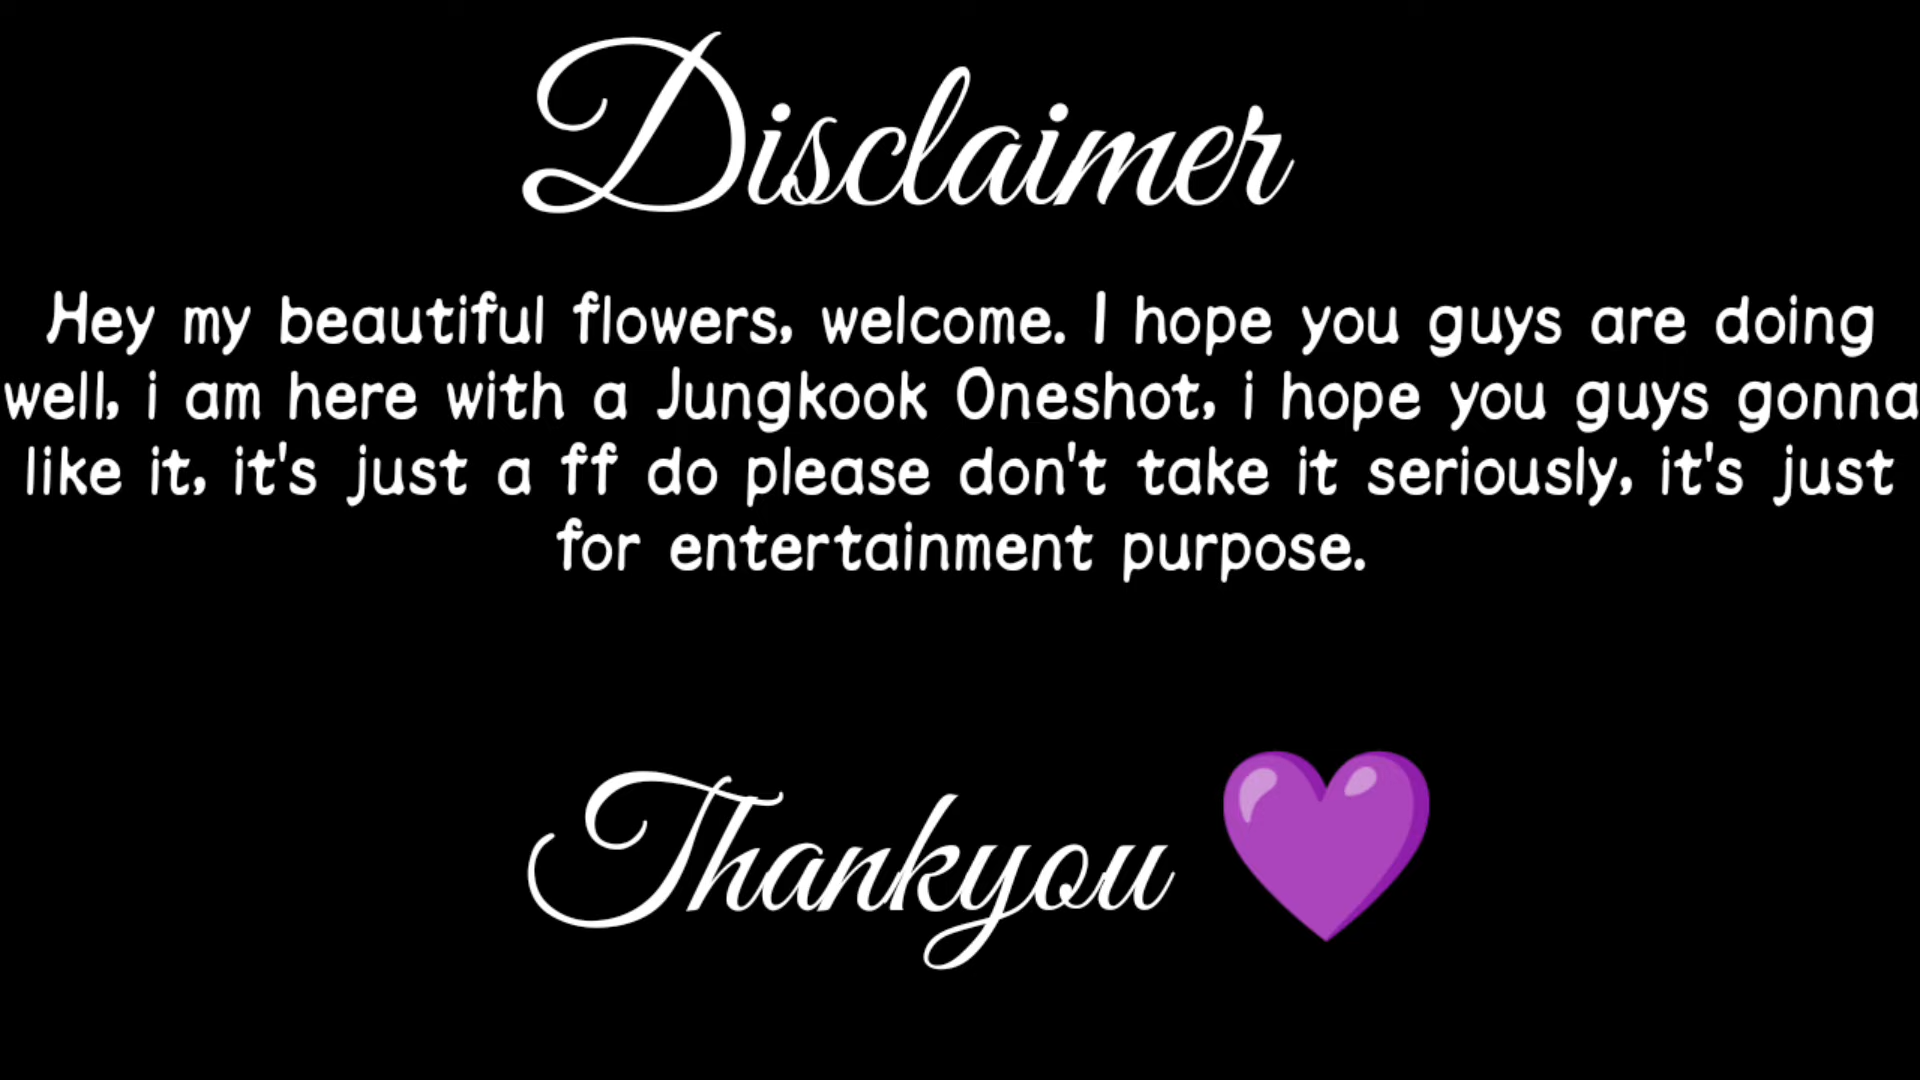 Disclaimer
Hey my beautiful flowers, welcome. I hope you guys are doing
well, i am here with a Jungkook Oneshot, i hope you guys gonna
like it, it's just a ff do please don't take it seriously, it's just
for entertainment purpose.
Thankyou 💜